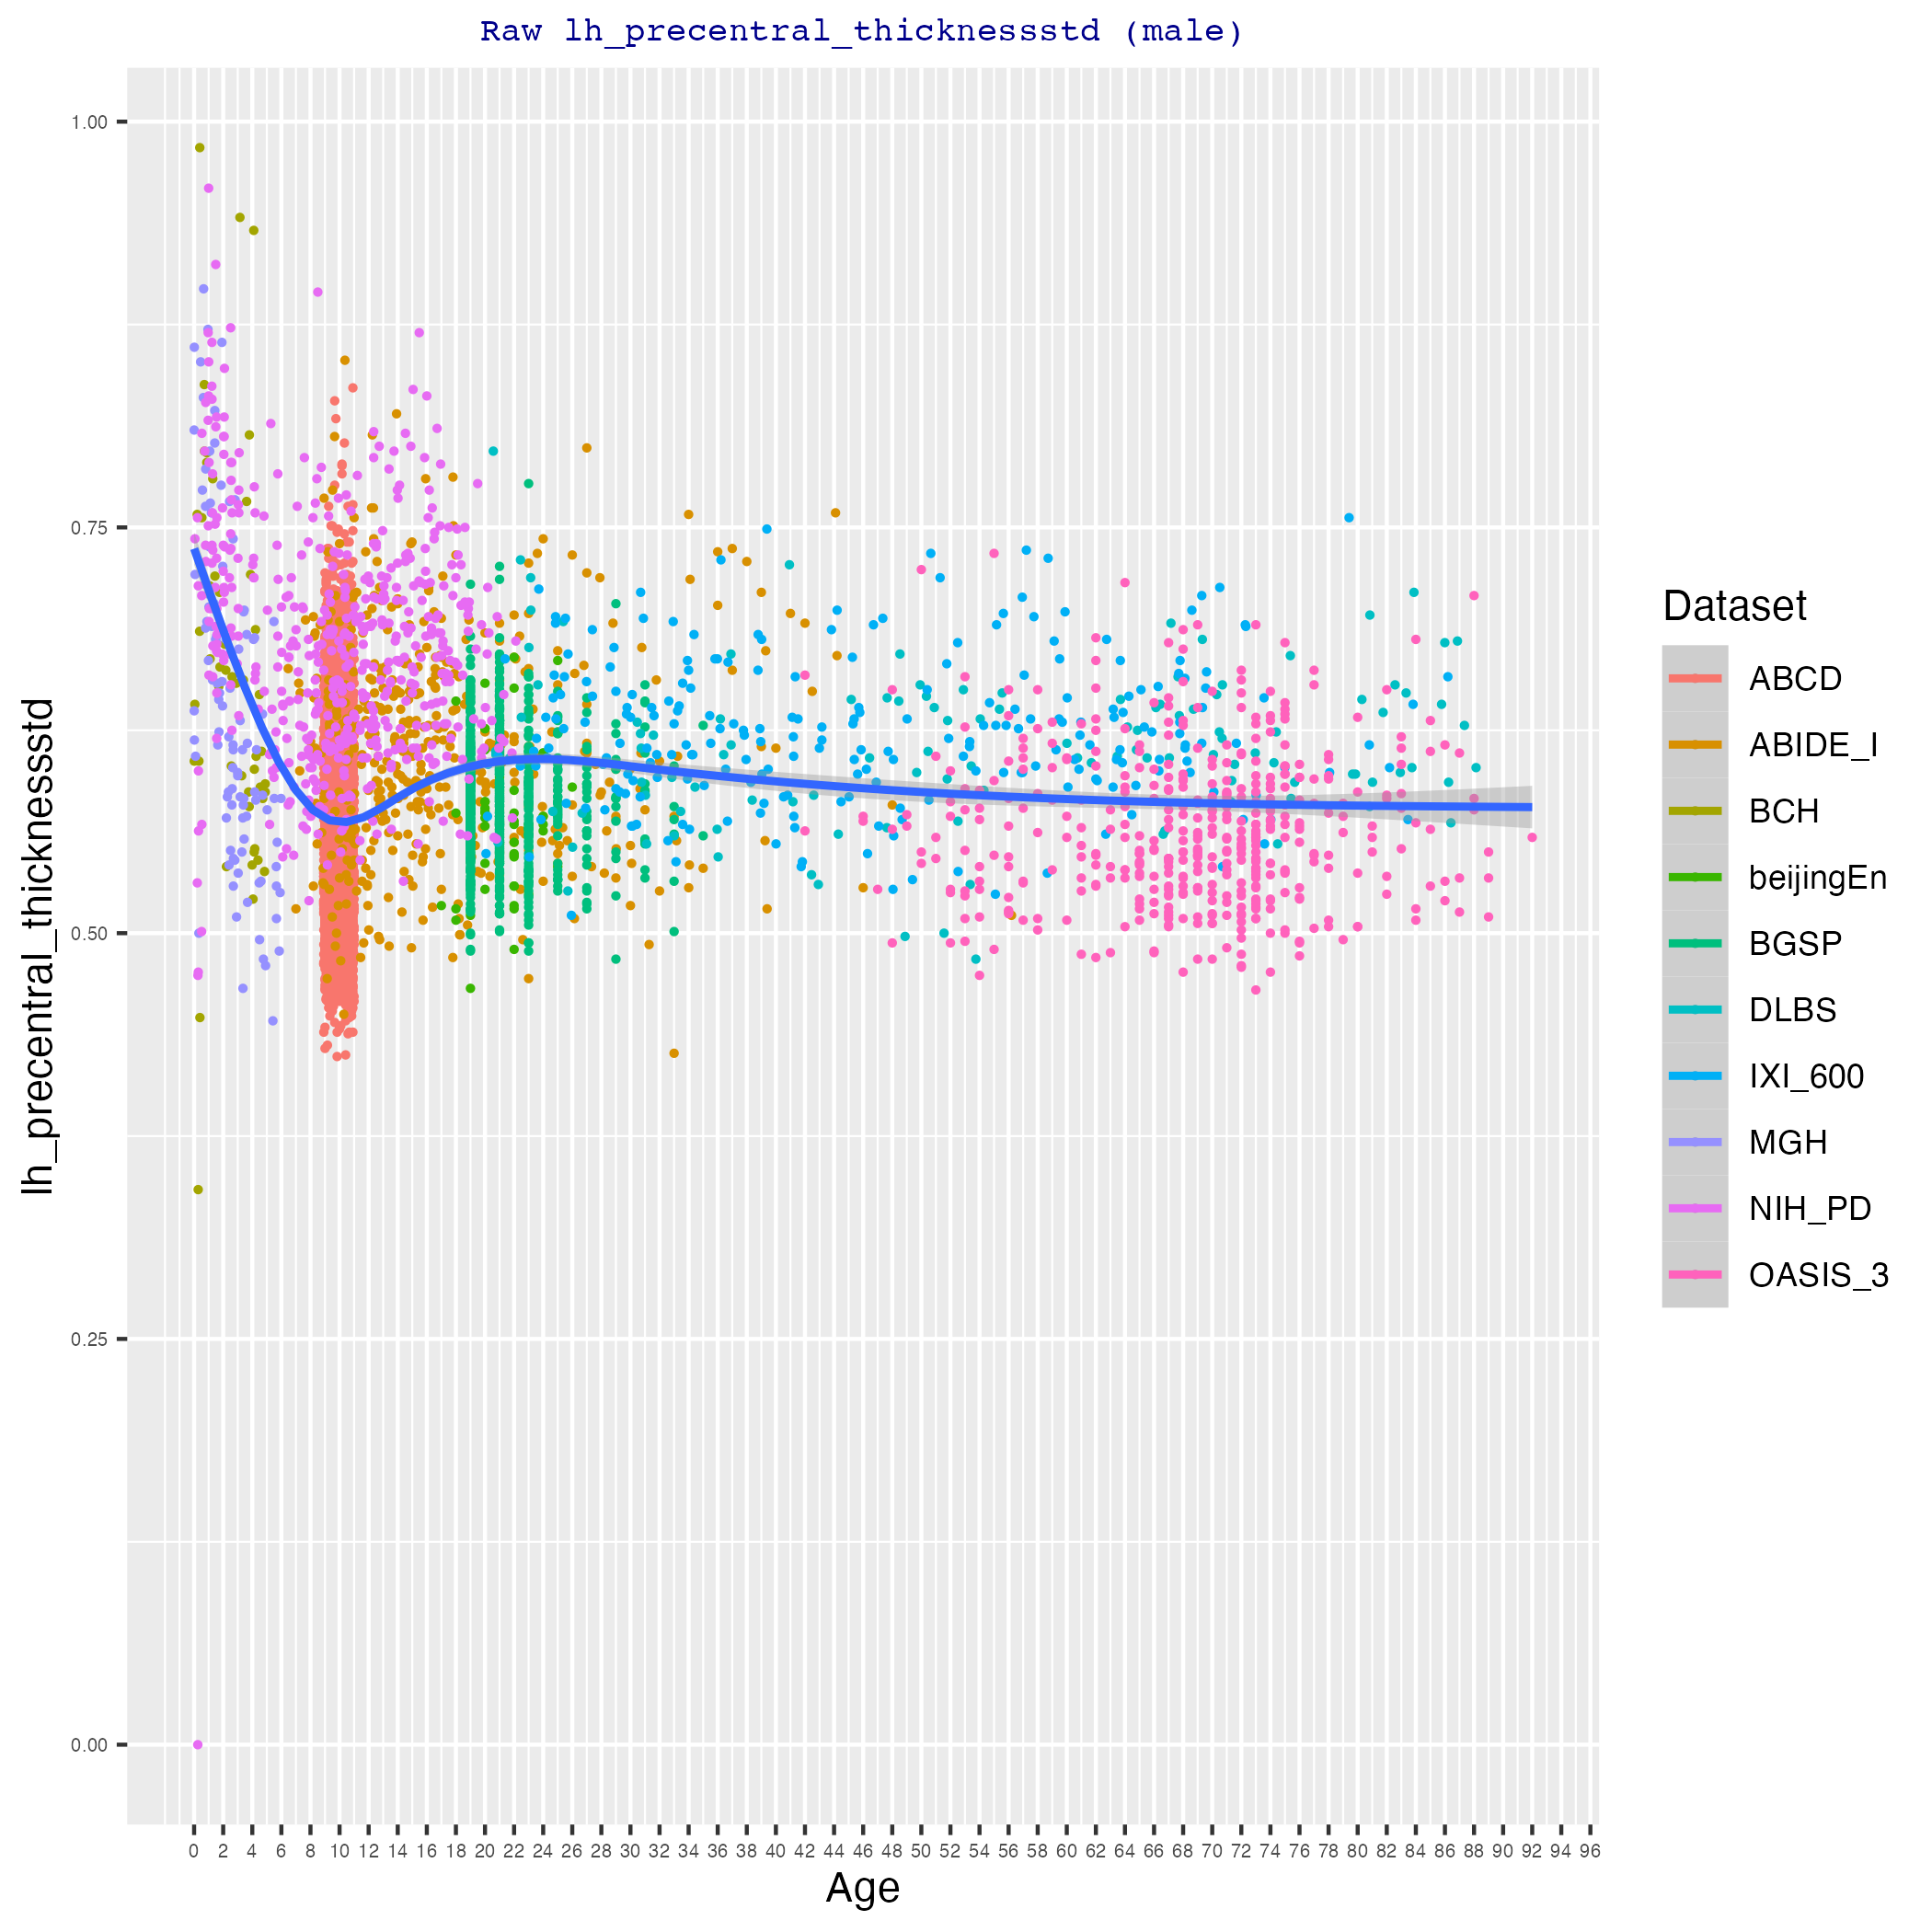 Raw lh_precentral_thicknessstd (male)
lh_precentral_thicknessstd
1.00
0.75
0.50
0.25
0.00
0 2 4 6 8 10 12 14 16 18 20 22 24 26 28 30 32 34 36 38 40 42 44 46 48 50 52 54 56 58 60 62 64 66 68 70 72 74 76 78 80 82 84 86 88 90 92 94 96
Age
Dataset
ABCD
ABIDE_I
BCH
beijingEn
BGSP
DLBS
IXI_600
MGH
NIH_PD
OASIS_3